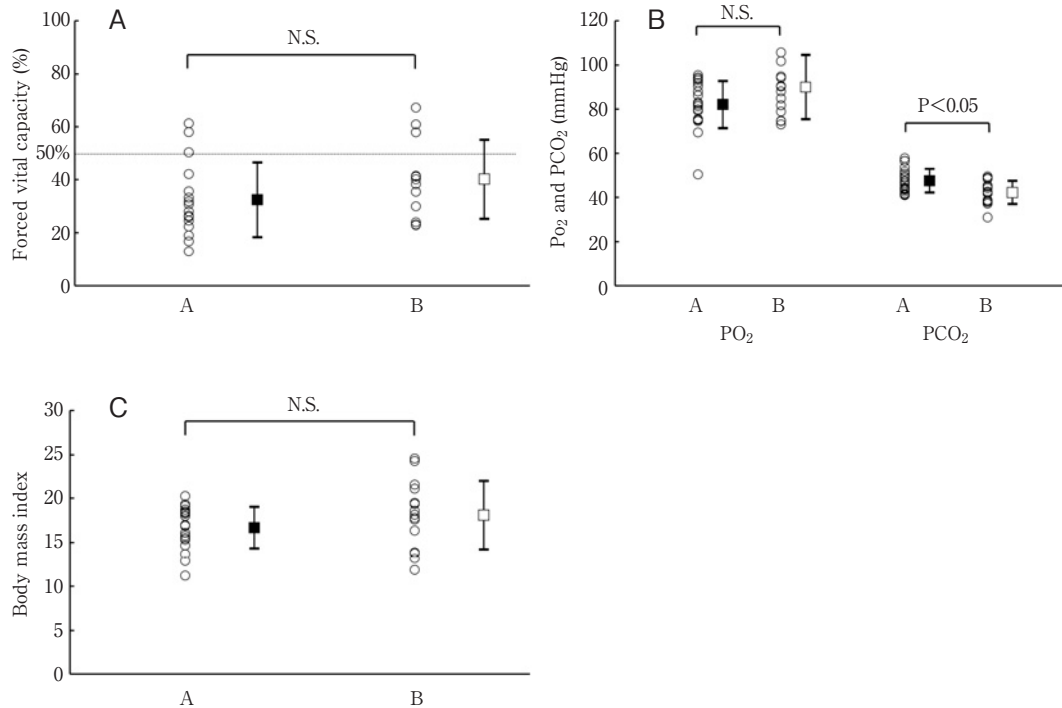 A
N.S.
Forced vital capacity (%)
100
80
60
50%
40
20
0
A B
B
N.S.
P<0.05
Po₂ and PCO₂ (mmHg)
120
100
80
60
40
20
0
A B A B
PO₂ PCO₂
C
N.S.
Body mass index
30
25
20
15
10
5
0
A B